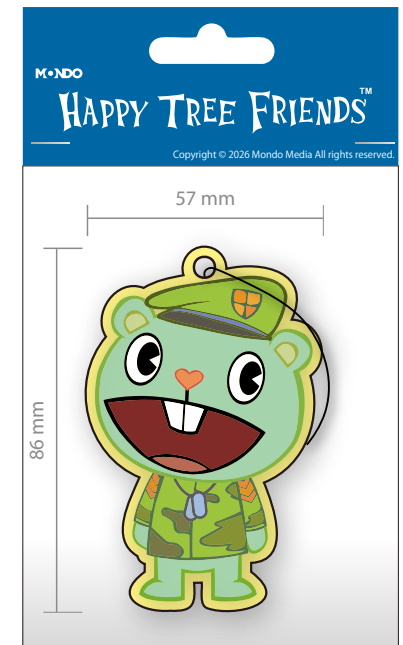 MONDO
HAPPY TREE FRIENDS™
Copyright © 2026 Mondo Media All rights reserved.
57 mm
86 mm